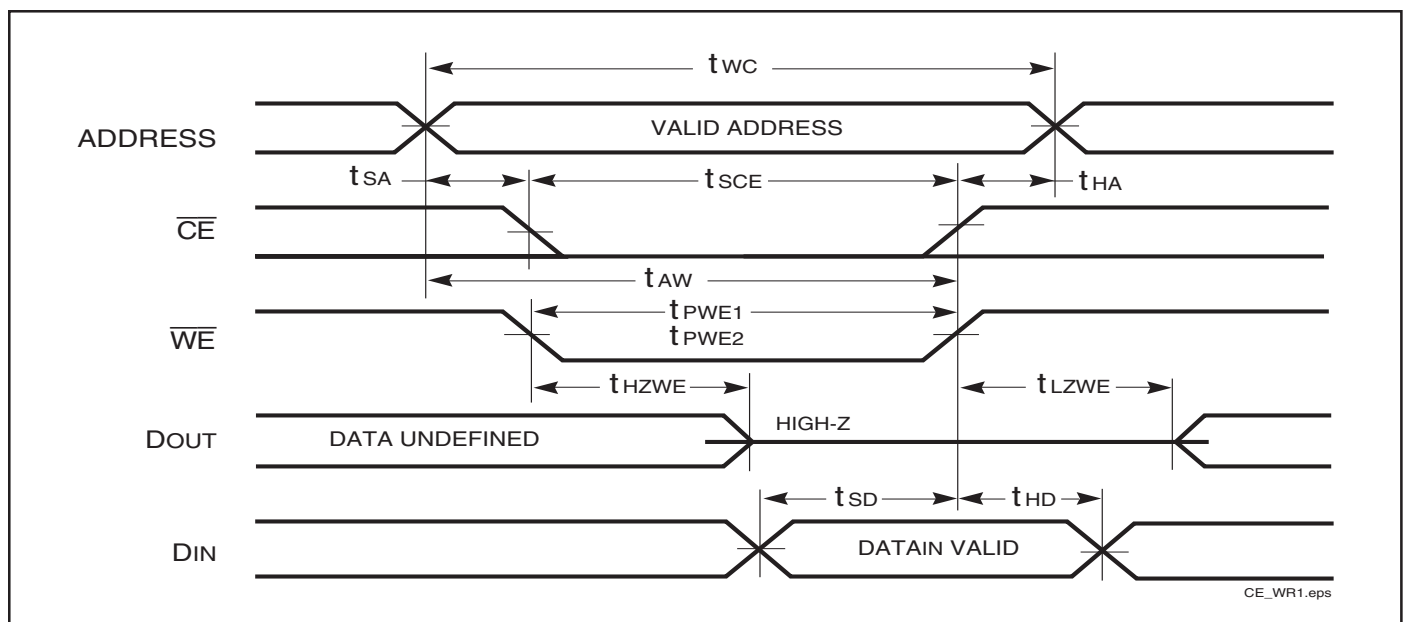 tWC
ADDRESS
VALID ADDRESS
tSA
tSCE
tHA
CE
tAW
WE
tPWE1
tPWE2
tHZWE
tLZWE
DOUT
DATA UNDEFINED
HIGH-Z
tSD
tHD
DIN
DATAIN VALID
CE_WR1.eps